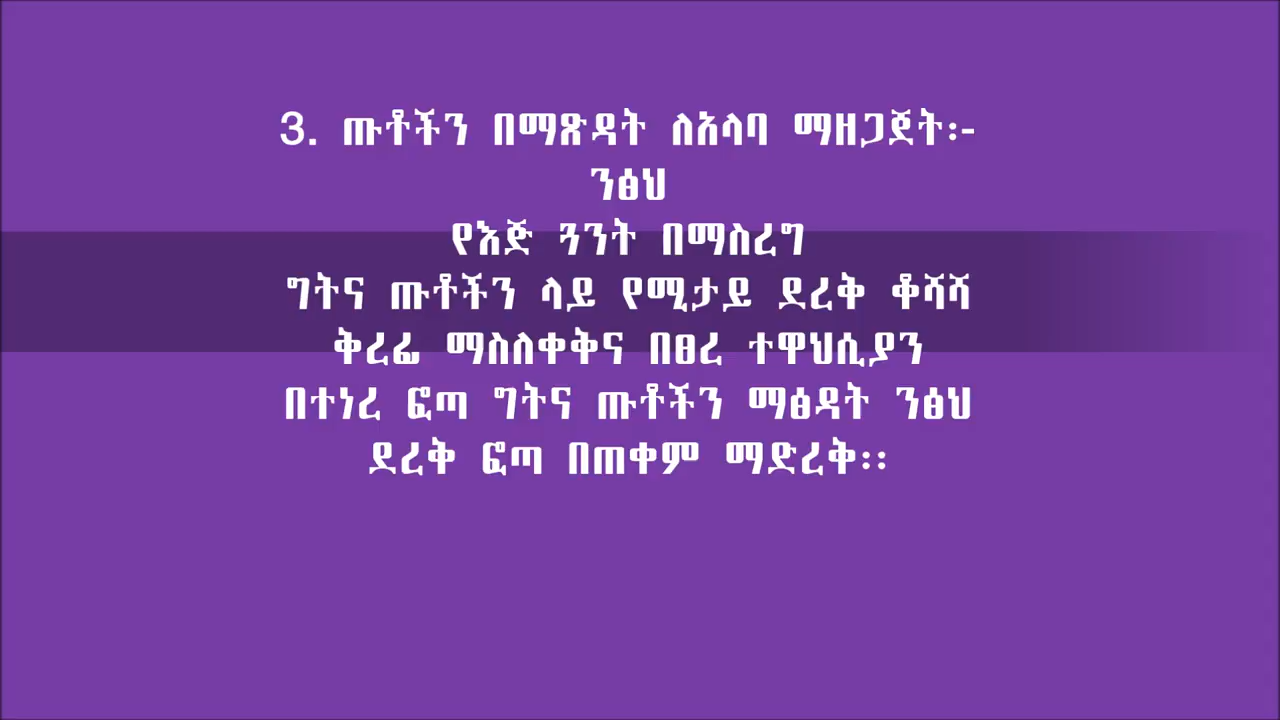 3. ጡቶችን በማጽዳት ለአላባ ማዘጋጀት፡-
ንፅህ
የእጅ ጓንት በማስረግ
ግትና ጡቶችን ላይ የሚታይ ደረቅ ቆሻሻ
ቅረፊ ማስለቀቅና በፀረ ተዋህሲያን
በተነረ ፎጣ ግትና ጡቶችን ማፅዳት ንፅህ
ደረቅ ፎጣ በጠቀም ማድረቅ፡፡